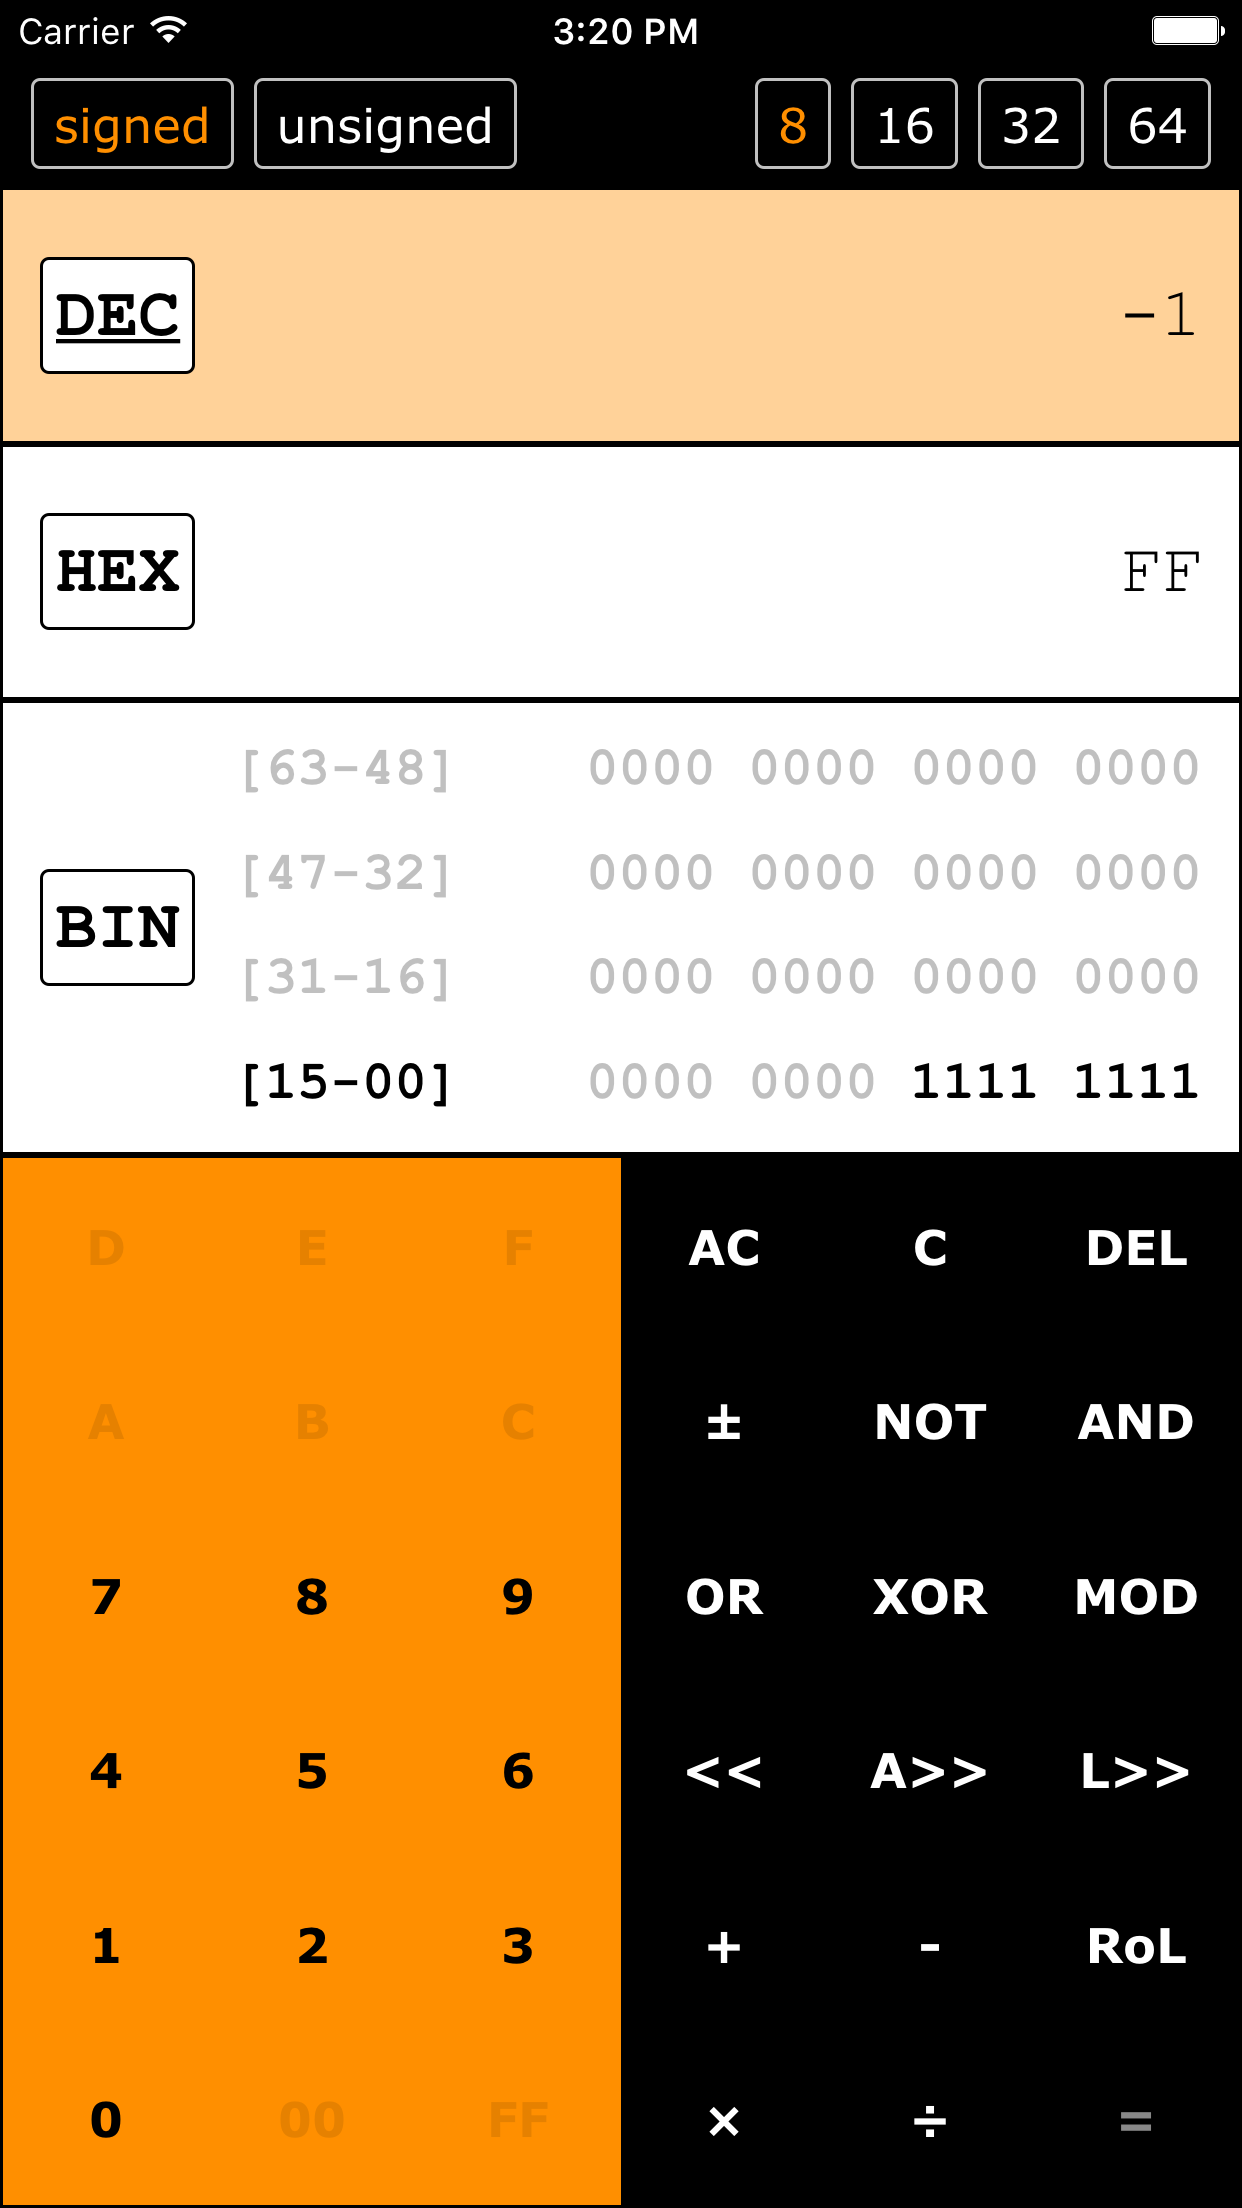 Carrier 3:20 PM
signed unsigned 8 16 32 64
DEC -1
HEX FF
[63-48] 0000 0000 0000 0000
[47-32] 0000 0000 0000 0000
BIN
[31-16] 0000 0000 0000 0000
[15-00] 0000 0000 1111 1111
D E F AC C DEL
A B C ± NOT AND
7 8 9 OR XOR MOD
4 5 6 << A>> L>>
1 2 3 + - RoL
0 00 FF × ÷ =